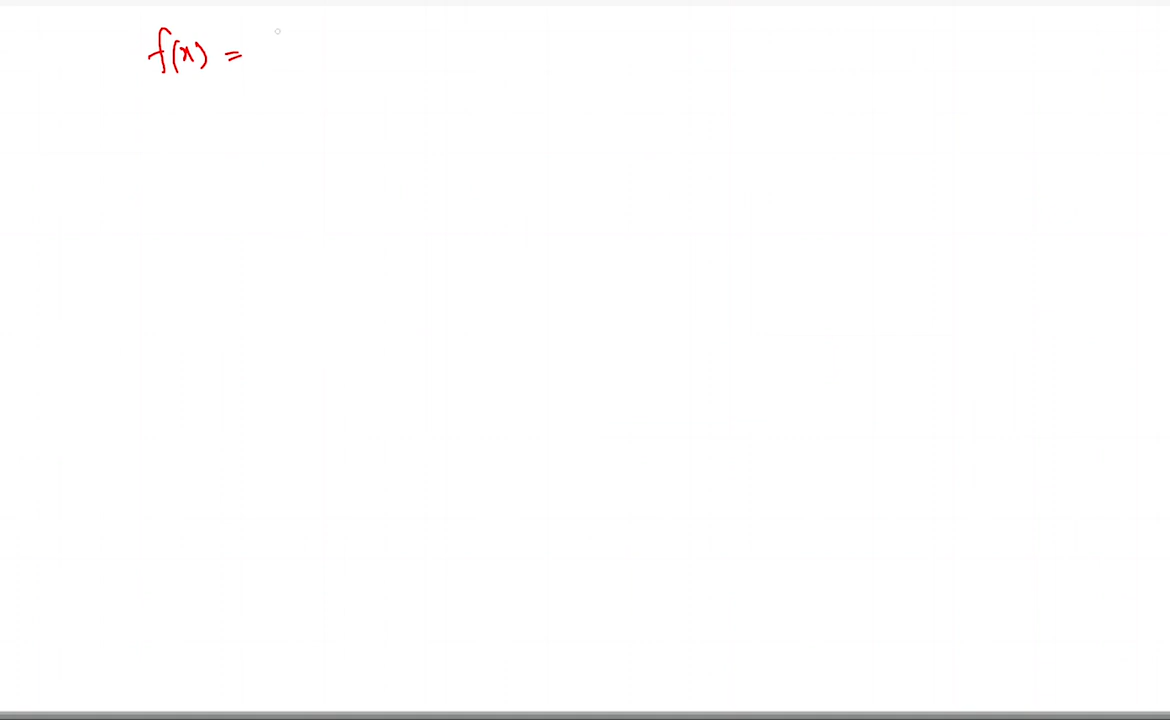 f(x) =